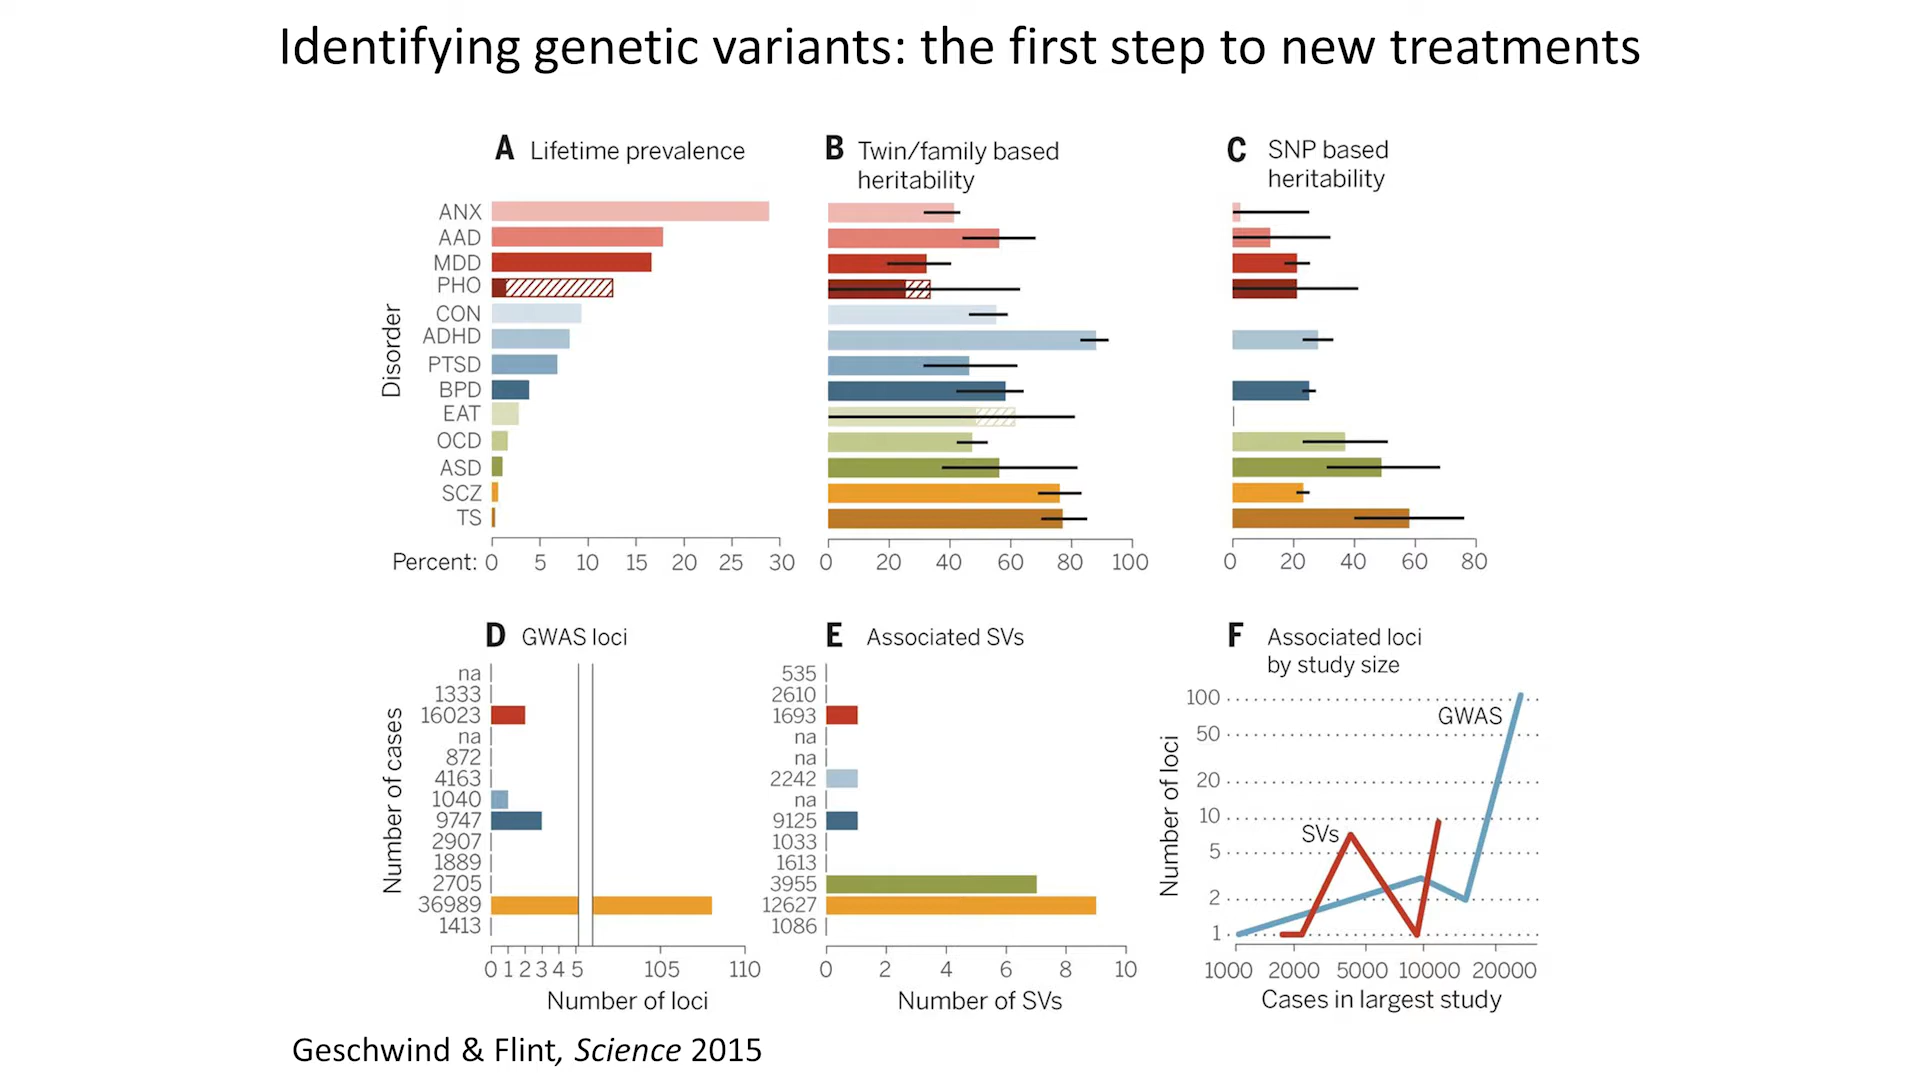 Identifying genetic variants: the first step to new treatments
A Lifetime prevalence
B Twin/family based
heritability
C SNP based
heritability
Disorder
ANX
AAD
MDD
PHO
CON
ADHD
PTSD
BPD
EAT
OCD
ASD
SCZ
TS
Percent: 0 5 10 15 20 25 30
0 20 40 60 80 100
0 20 40 60 80
D GWAS loci
Number of cases
na
1333
16023
na
872
4163
1040
9747
2907
1889
2705
36989
1413
0 1 2 3 4 5 105 110
Number of loci
E Associated SVs
535
2610
1693
na
na
2242
na
9125
1033
1613
3955
12627
1086
0 2 4 6 8 10
Number of SVs
F Associated loci
by study size
Number of loci
100
50
20
10
5
2
1
GWAS
SVs
1000 2000 5000 10000 20000
Cases in largest study
Geschwind & Flint, Science 2015